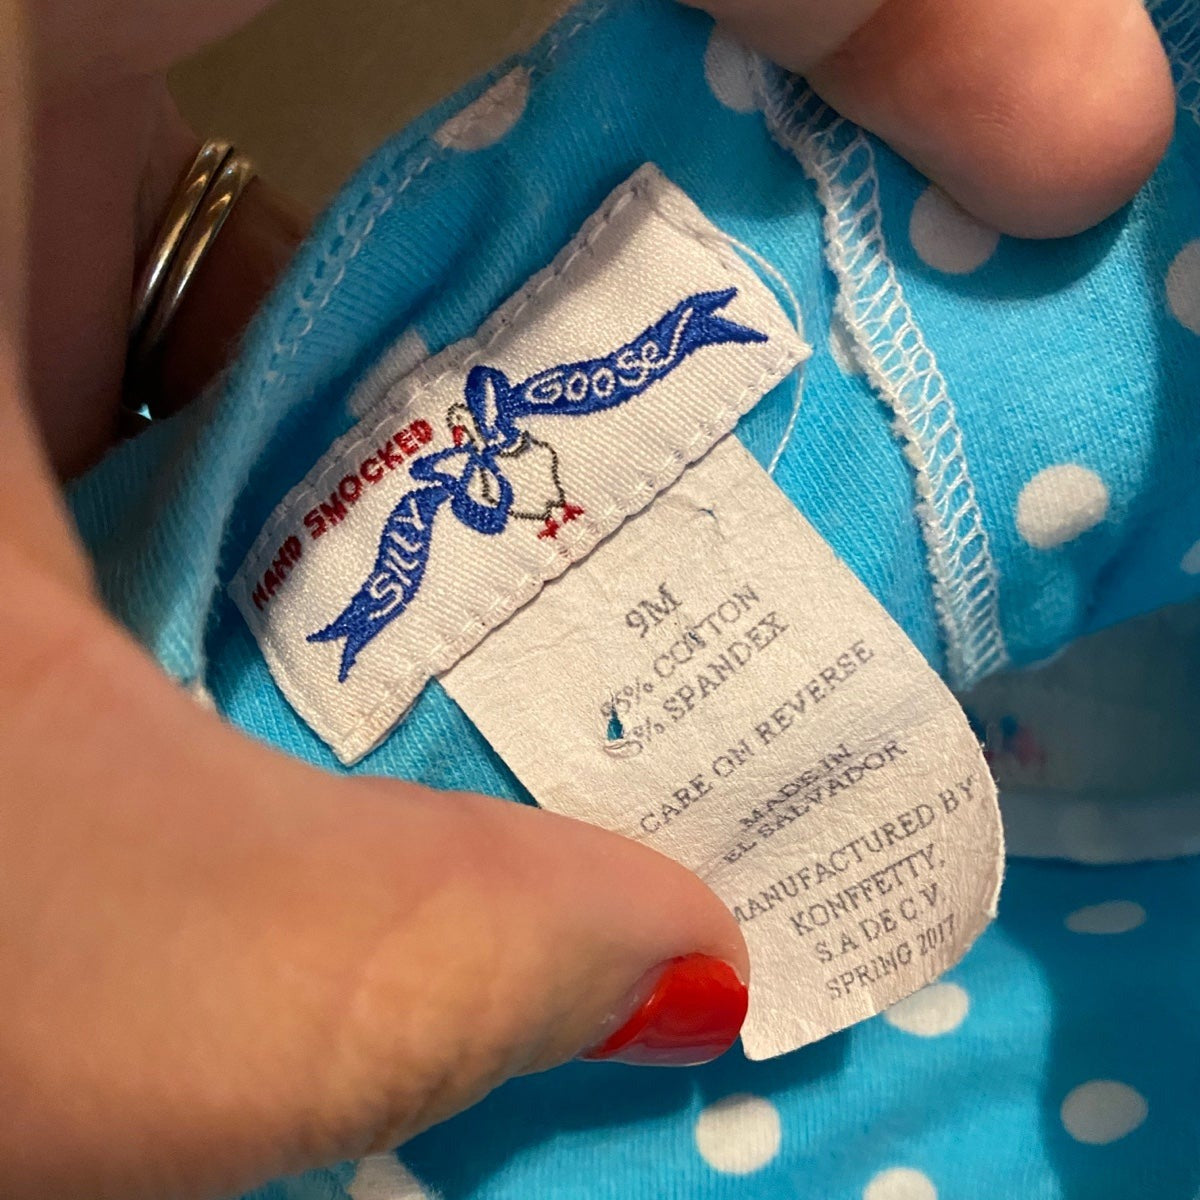 HAND SMOCKED
SILLY GOOSE
9M
95% COTTON
5% SPANDEX
CARE ON REVERSE
MADE IN
EL SALVADOR
MANUFACTURED BY:
KONFFETTY,
S.A DE C.V.
SPRING 2017